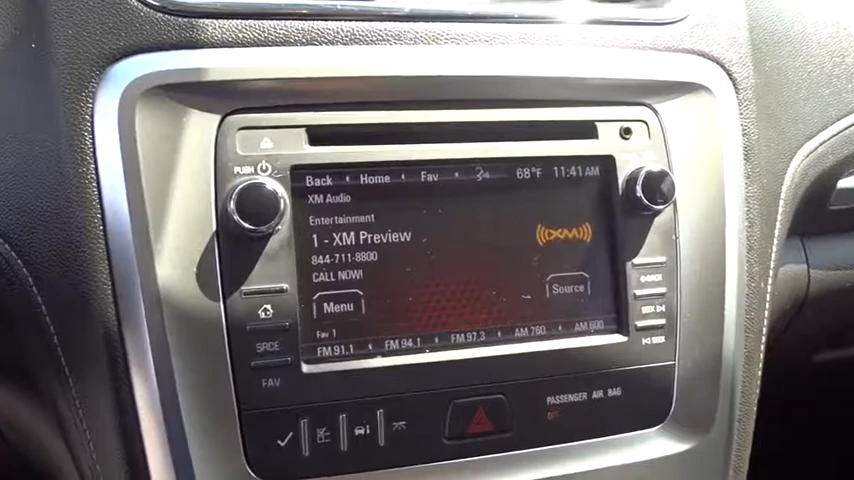 PUSH
Back Home Fav 68°F 11:41 AM
XM Audio
Entertainment
1 - XM Preview
844-711-8800
CALL NOW
((XM))
Menu
Source
Fav 1
FM 91.1 FM 94.1 FM 97.3 AM 760 AM 600
SRCE
FAV
BACK
SEEK
SEEK
PASSENGER AIR BAG
OFF